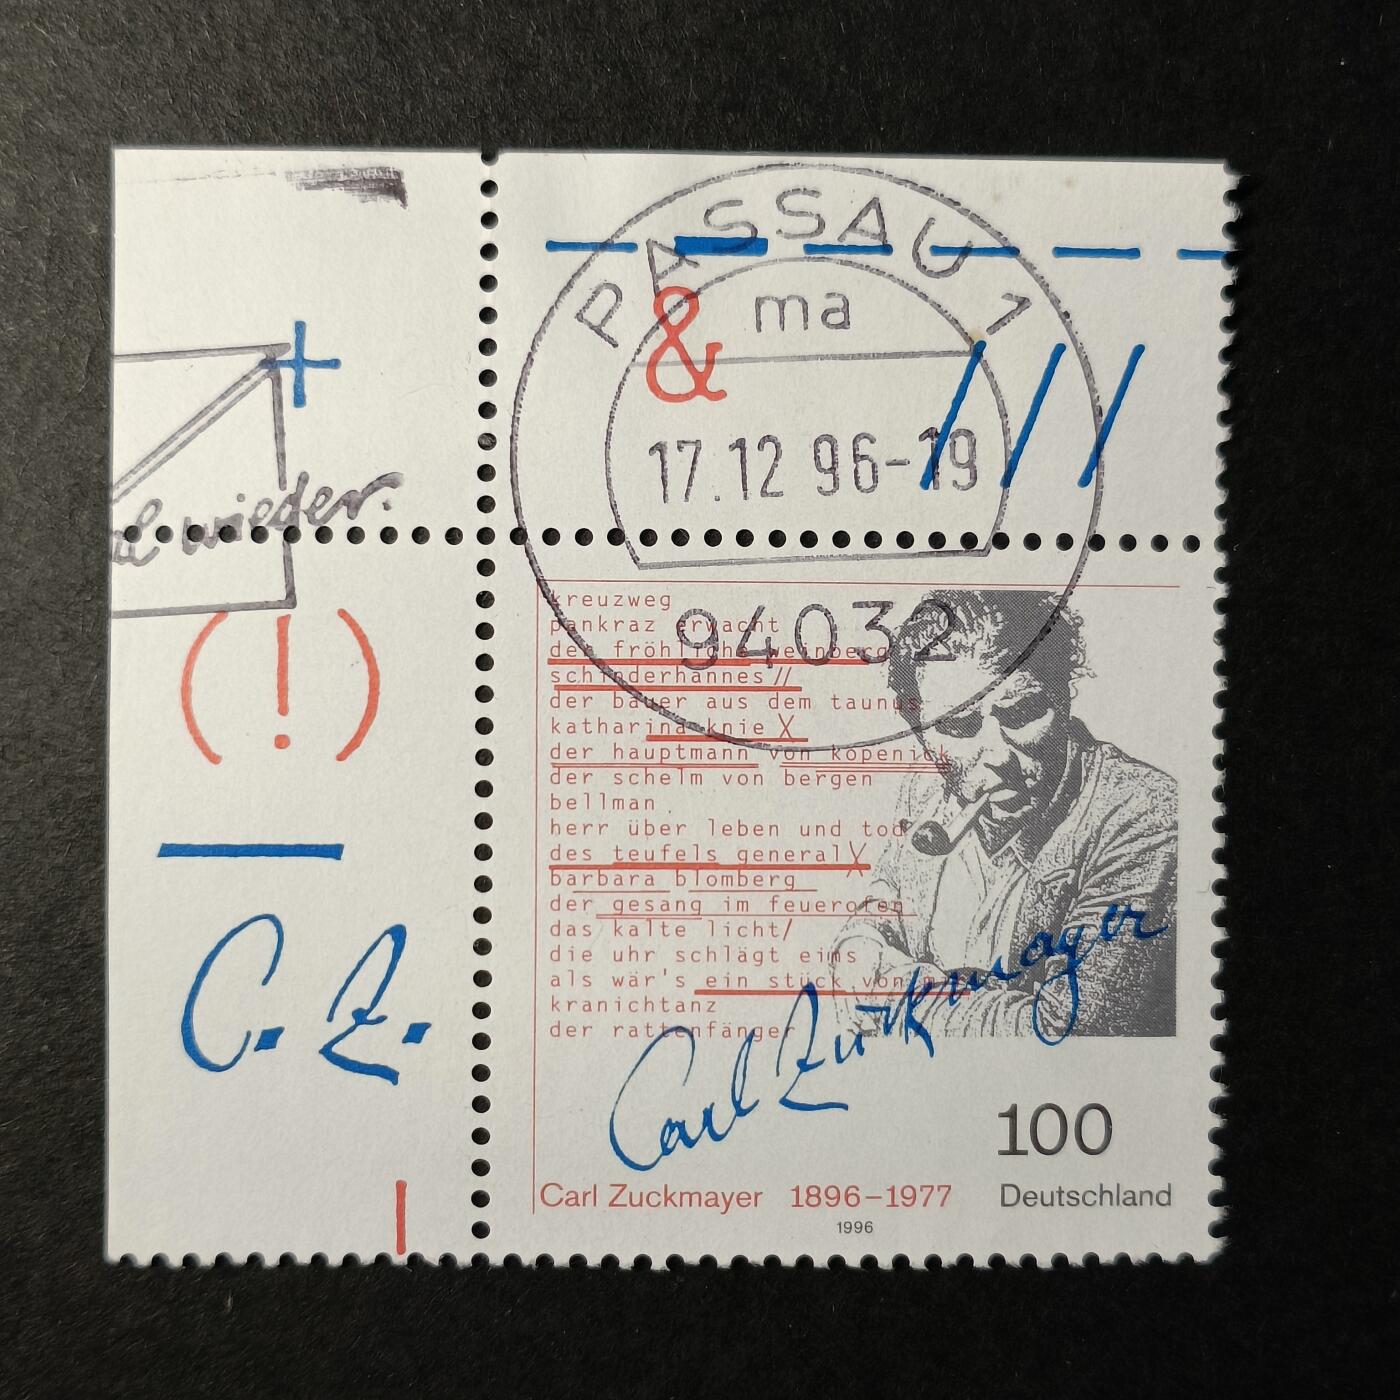 PASSAU 1
ma
&
17.12 96-19
94032
wieder.
(!)
C. Z.
kreuzweg
pankraz erwacht
der fröhliche weinberg
schinderhannes //
der bauer aus dem taunus
katharina knie X
der hauptmann von köpenick
der schelm von bergen
bellman
herr über leben und tod
des teufels general X
barbara blomberg
der gesang im feuerofen
das kalte licht/
die uhr schlägt eins
als wär's ein stück von
kranichtanz
der rattenfänger
Carl Zuckmayer
100
Carl Zuckmayer 1896–1977 Deutschland
1996